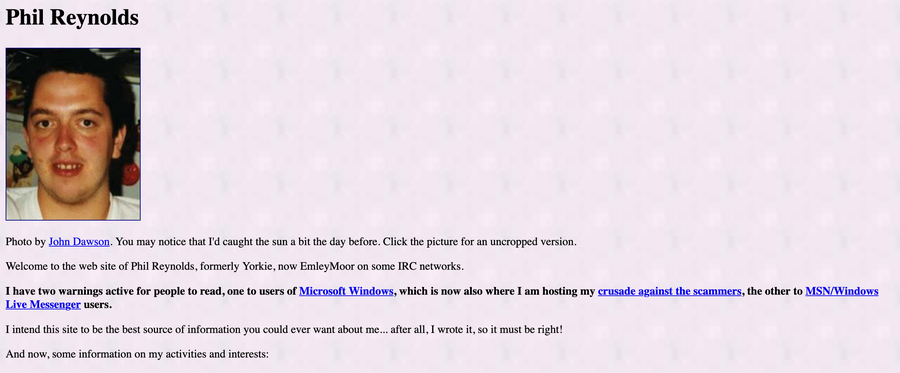 Phil Reynolds
Photo by John Dawson. You may notice that I'd caught the sun a bit the day before. Click the picture for an uncropped version.
Welcome to the web site of Phil Reynolds, formerly Yorkie, now EmleyMoor on some IRC networks.
I have two warnings active for people to read, one to users of Microsoft Windows, which is now also where I am hosting my crusade against the scammers, the other to MSN/Windows
Live Messenger users.
I intend this site to be the best source of information you could ever want about me... after all, I wrote it, so it must be right!
And now, some information on my activities and interests: